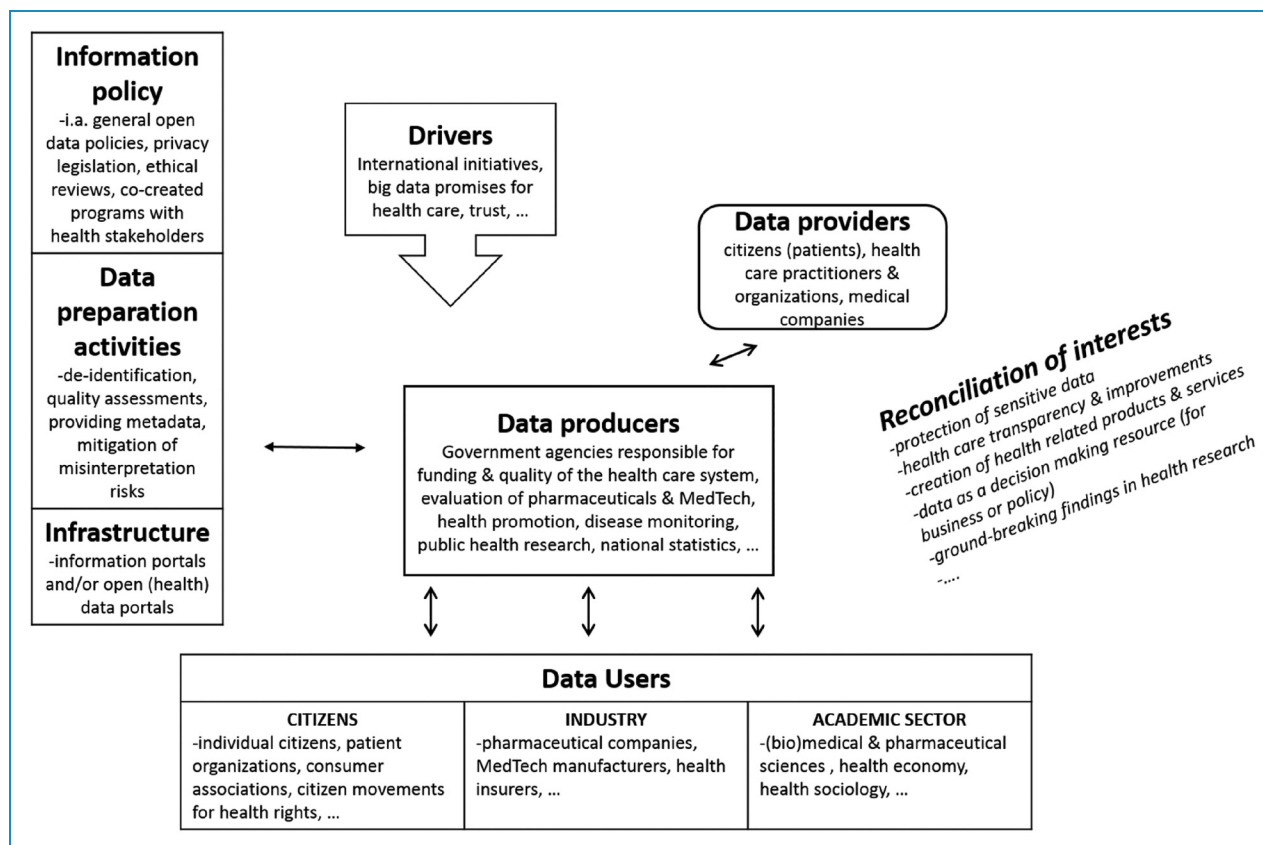 Information
policy
-i.a. general open
data policies, privacy
legislation, ethical
reviews, co-created
programs with
health stakeholders
Data
preparation
activities
-de-identification,
quality assessments,
providing metadata,
mitigation of
misinterpretation
risks
Infrastructure
-information portals
and/or open (health)
data portals
Drivers
International initiatives,
big data promises for
health care, trust, ...
Data providers
citizens (patients), health
care practitioners &
organizations, medical
companies
Reconciliation of interests
-protection of sensitive data
-health care transparency & improvements
-creation of health related products & services
-data as a decision making resource (for
business or policy)
-ground-breaking findings in health research
-....
Data producers
Government agencies responsible for
funding & quality of the health care system,
evaluation of pharmaceuticals & MedTech,
health promotion, disease monitoring,
public health research, national statistics, ...
Data Users
CITIZENS
-individual citizens, patient
organizations, consumer
associations, citizen movements
for health rights, ...
INDUSTRY
-pharmaceutical companies,
MedTech manufacturers, health
insurers, ...
ACADEMIC SECTOR
-(bio)medical & pharmaceutical
sciences , health economy,
health sociology, ...